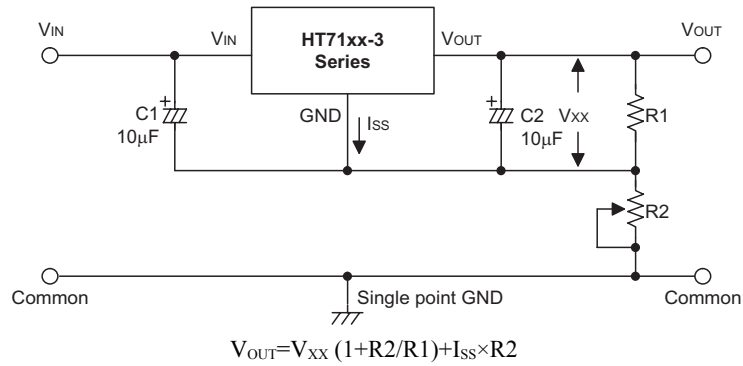 VIN VIN HT71xx-3 VOUT VOUT
Series
GND ISS
C1
10μF
C2
10μF
VXX
R1
R2
Common Single point GND Common
VOUT=VXX (1+R2/R1)+ISS×R2